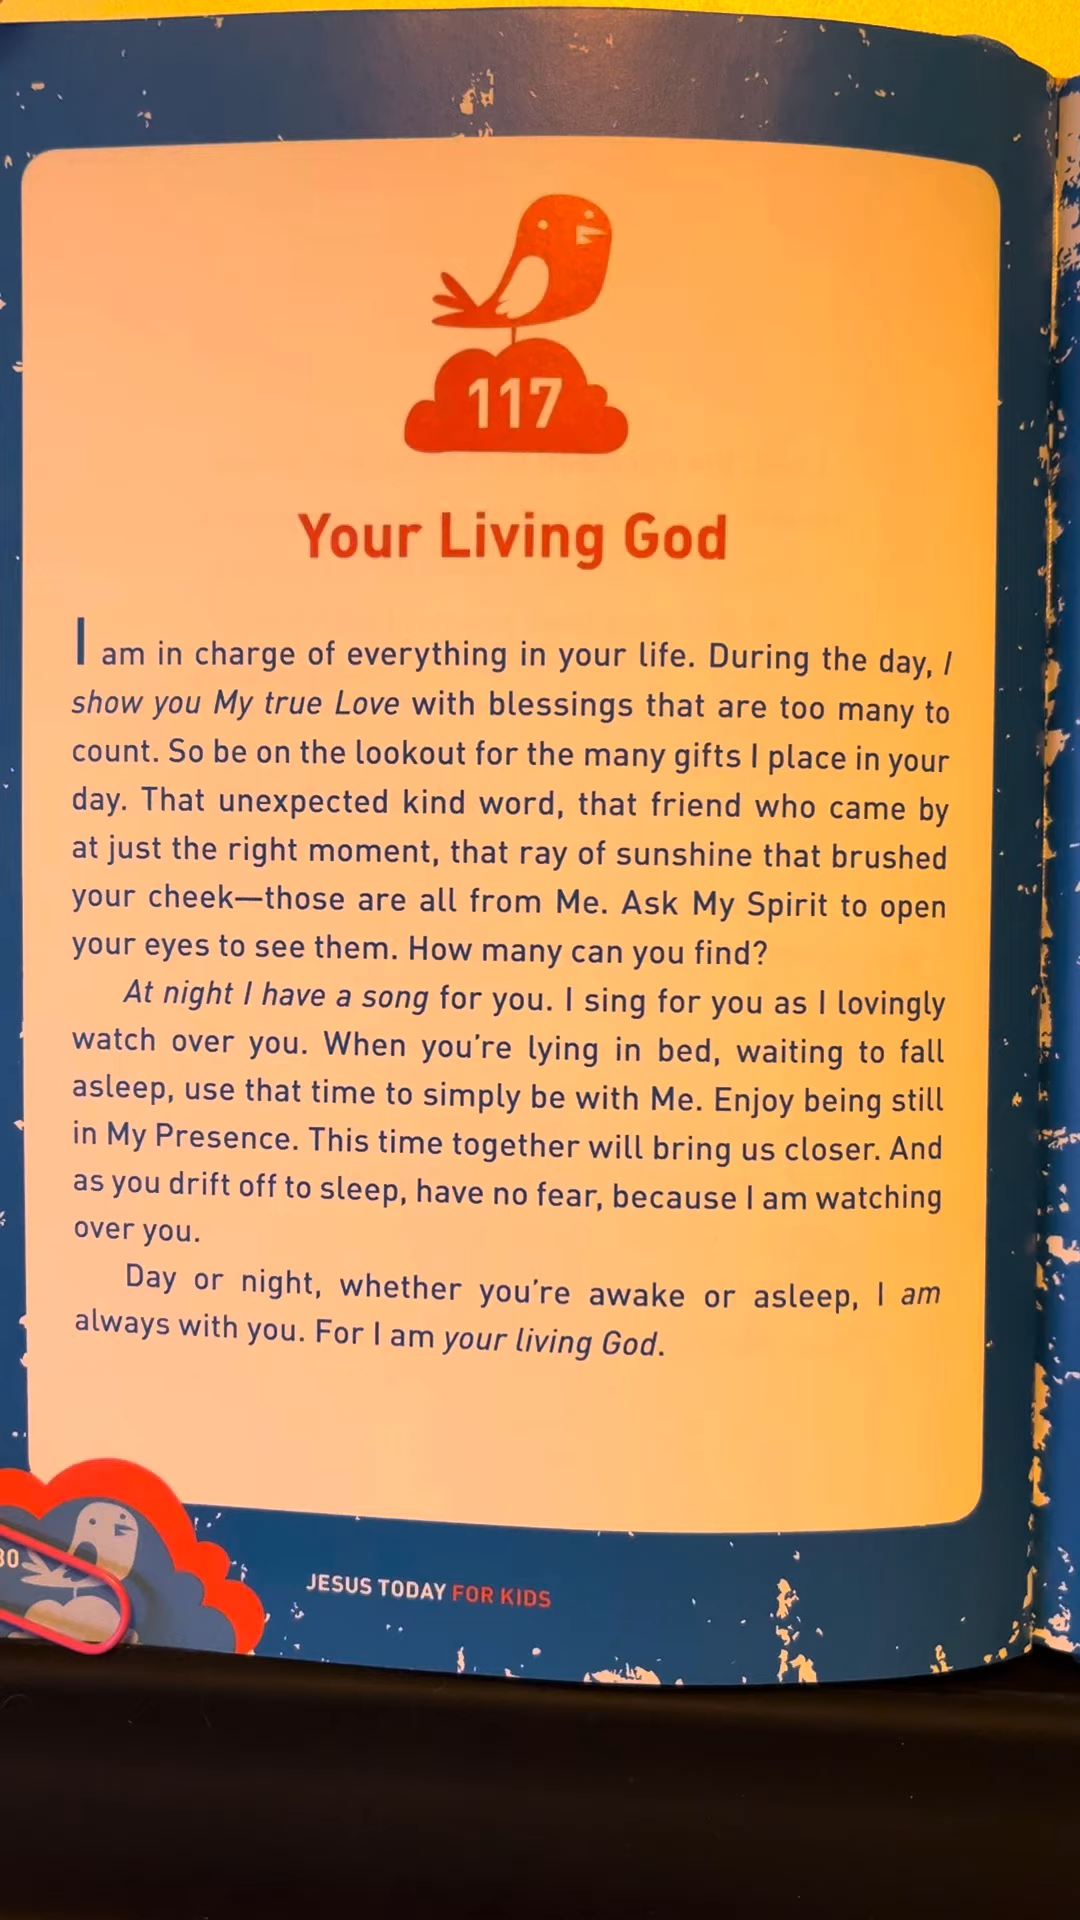 117
Your Living God
I am in charge of everything in your life. During the day, I
show you My true Love with blessings that are too many to
count. So be on the lookout for the many gifts I place in your
day. That unexpected kind word, that friend who came by
at just the right moment, that ray of sunshine that brushed
your cheek—those are all from Me. Ask My Spirit to open
your eyes to see them. How many can you find?
At night I have a song for you. I sing for you as I lovingly
watch over you. When you're lying in bed, waiting to fall
asleep, use that time to simply be with Me. Enjoy being still
in My Presence. This time together will bring us closer. And
as you drift off to sleep, have no fear, because I am watching
over you.
Day or night, whether you're awake or asleep, I am
always with you. For I am your living God.
JESUS TODAY FOR KIDS